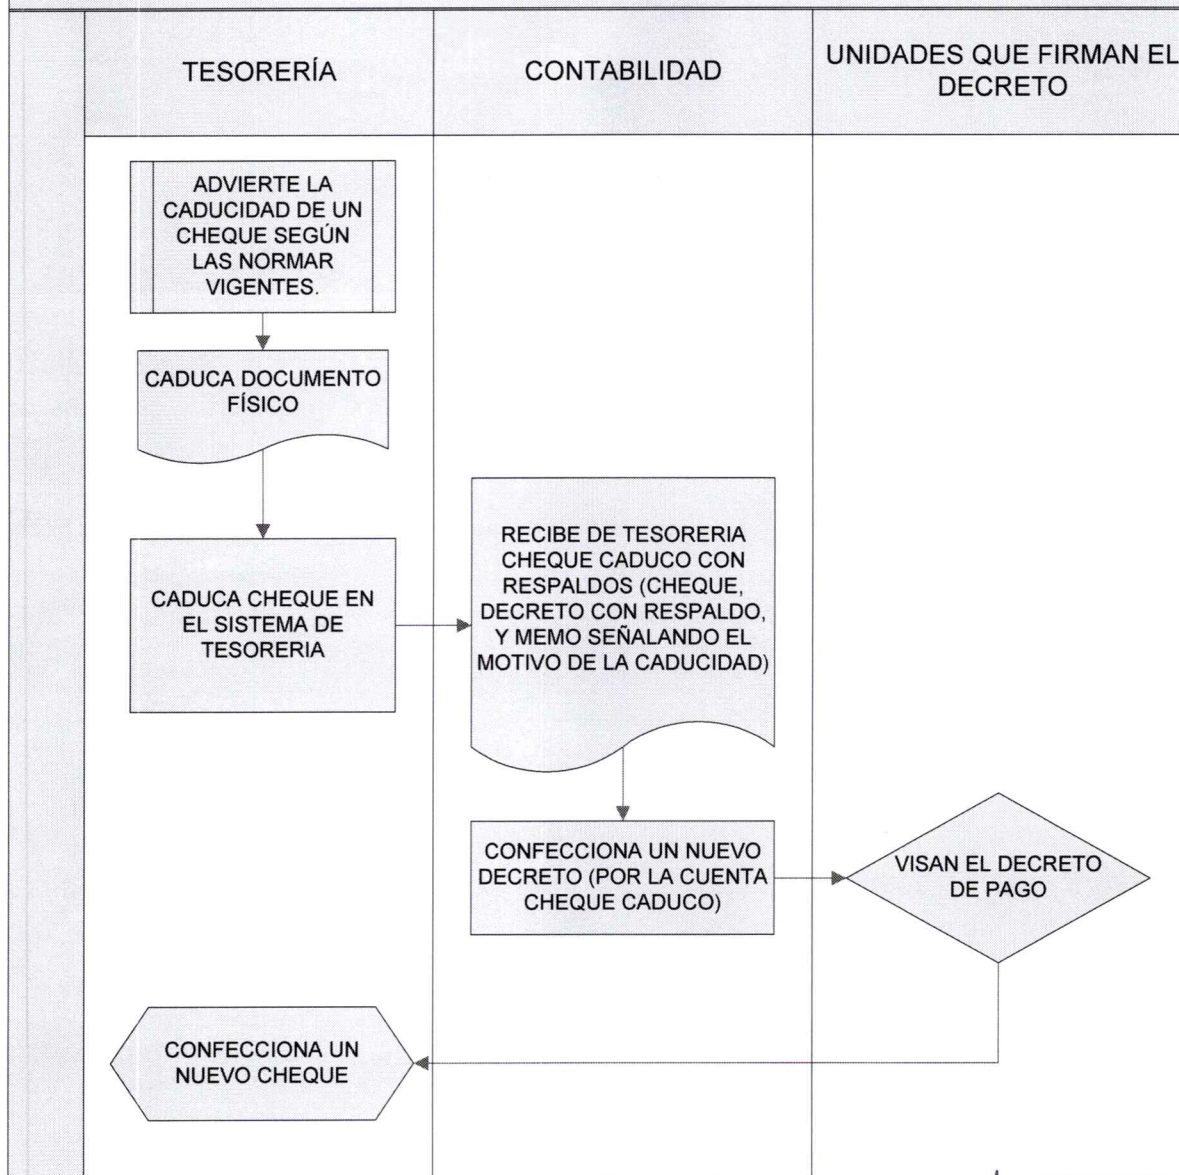 TESORERÍA
CONTABILIDAD
UNIDADES QUE FIRMAN EL
DECRETO
ADVIERTE LA
CADUCIDAD DE UN
CHEQUE SEGÚN
LAS NORMAR
VIGENTES.
CADUCA DOCUMENTO
FÍSICO
CADUCA CHEQUE EN
EL SISTEMA DE
TESORERIA
RECIBE DE TESORERIA
CHEQUE CADUCO CON
RESPALDOS (CHEQUE,
DECRETO CON RESPALDO,
Y MEMO SEÑALANDO EL
MOTIVO DE LA CADUCIDAD)
CONFECCIONA UN NUEVO
DECRETO (POR LA CUENTA
CHEQUE CADUCO)
VISAN EL DECRETO
DE PAGO
CONFECCIONA UN
NUEVO CHEQUE